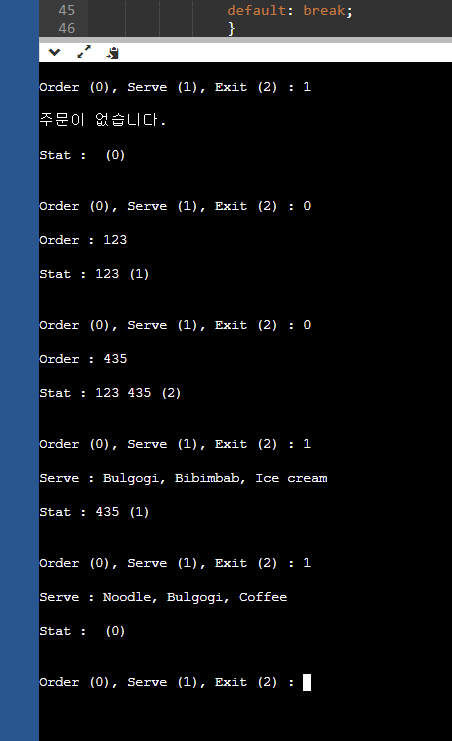 45 default: break;
46 }
Order (0), Serve (1), Exit (2) : 1
주문이 없습니다.
Stat :  (0)
Order (0), Serve (1), Exit (2) : 0
Order : 123
Stat : 123 (1)
Order (0), Serve (1), Exit (2) : 0
Order : 435
Stat : 123 435 (2)
Order (0), Serve (1), Exit (2) : 1
Serve : Bulgogi, Bibimbab, Ice cream
Stat : 435 (1)
Order (0), Serve (1), Exit (2) : 1
Serve : Noodle, Bulgogi, Coffee
Stat :  (0)
Order (0), Serve (1), Exit (2) :